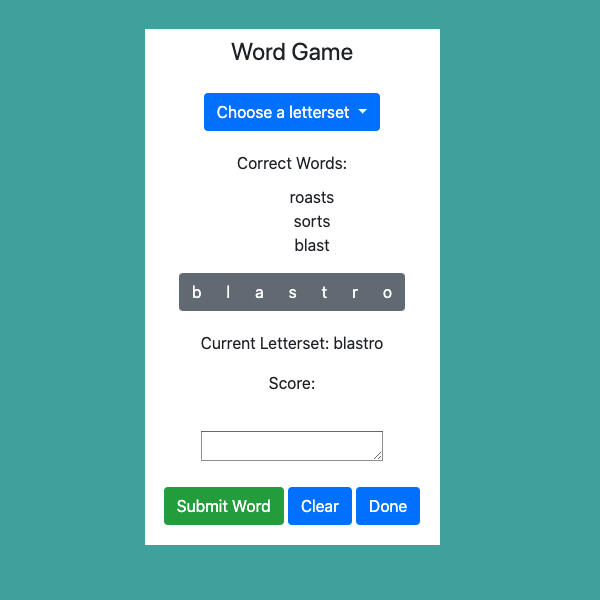 Word Game
Choose a letterset
Correct Words:
roasts
sorts
blast
b l a s t r o
Current Letterset: blastro
Score:
Submit Word Clear Done